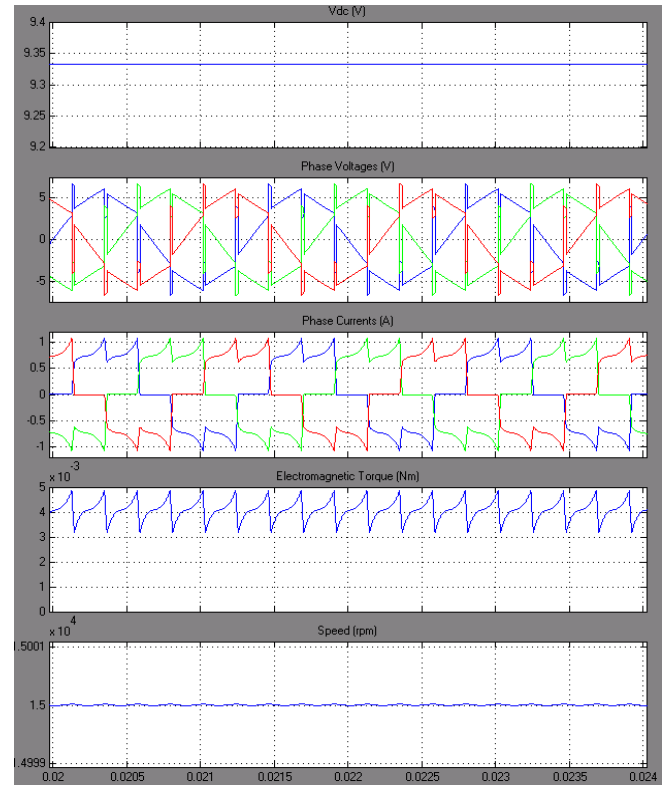 Vdc (V)
9.4
9.35
9.3
9.25
9.2
Phase Voltages (V)
5
0
-5
Phase Currents (A)
1
0.5
0
-0.5
-1
x 10 -3
Electromagnetic Torque (Nm)
5
4
3
2
1
0
x 10 4
Speed (rpm)
1.5001
1.5
1.4999
0.02 0.0205 0.021 0.0215 0.022 0.0225 0.023 0.0235 0.024